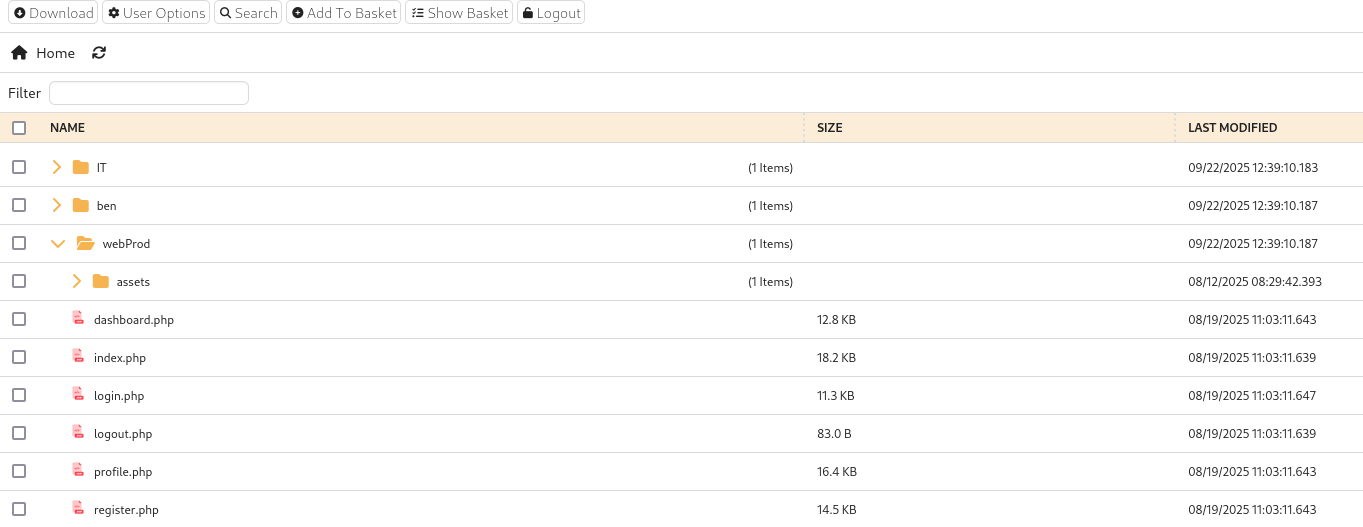 Download User Options Search Add To Basket Show Basket Logout
Home
Filter
NAME SIZE LAST MODIFIED
IT (1 Items) 09/22/2025 12:39:10.183
ben (1 Items) 09/22/2025 12:39:10.187
webProd (1 Items) 09/22/2025 12:39:10.187
assets (1 Items) 08/12/2025 08:29:42.393
dashboard.php 12.8 KB 08/19/2025 11:03:11.643
index.php 18.2 KB 08/19/2025 11:03:11.639
login.php 11.3 KB 08/19/2025 11:03:11.647
logout.php 83.0 B 08/19/2025 11:03:11.639
profile.php 16.4 KB 08/19/2025 11:03:11.643
register.php 14.5 KB 08/19/2025 11:03:11.643